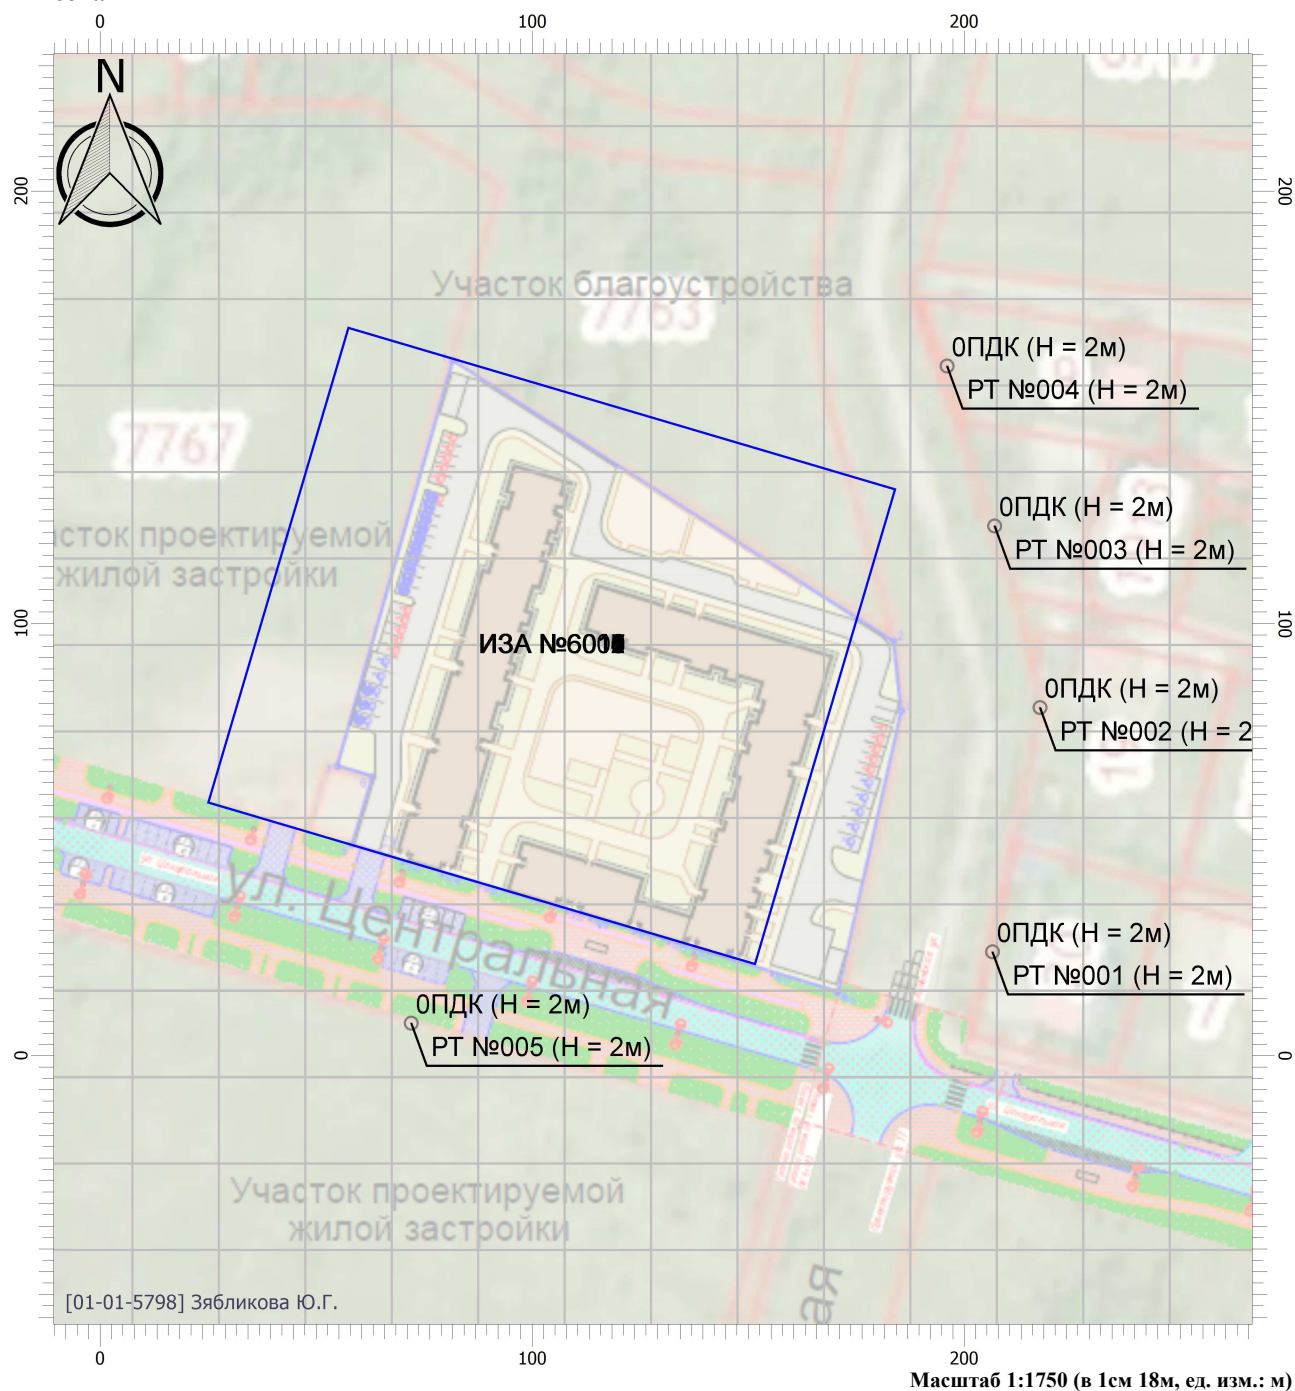 0
100
200
N
200
200
Участок благоустройства
7763
0ПДК (Н = 2м)
РТ №004 (Н = 2м)
7767
0ПДК (Н = 2м)
РТ №003 (Н = 2м)
сток проектируемой
жилой застройки
100
100
ИЗА №60
0ПДК (Н = 2м)
РТ №002 (Н = 2
ул. Центральная
0ПДК (Н = 2м)
РТ №001 (Н = 2м)
0ПДК (Н = 2м)
РТ №005 (Н = 2м)
0
0
Участок проектируемой
жилой застройки
ая
[01-01-5798] Зябликова Ю.Г.
0
100
200
Масштаб 1:1750 (в 1см 18м, ед. изм.: м)